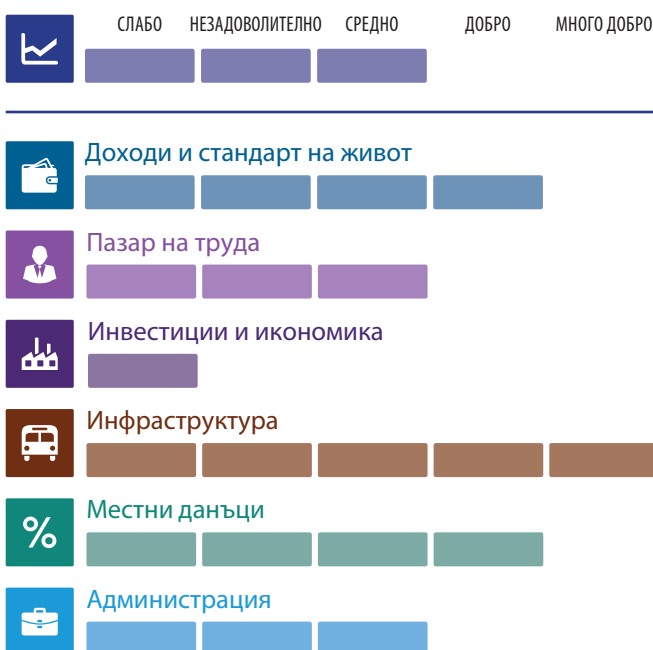 СЛАБО НЕЗАДОВОЛИТЕЛНО СРЕДНО ДОБРО МНОГО ДОБРО
Доходи и стандарт на живот
Пазар на труда
Инвестиции и икономика
Инфраструктура
Местни данъци
%
Администрация